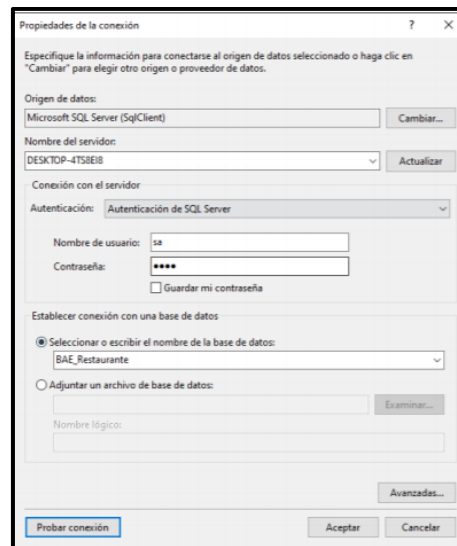 Propiedades de la conexión ? ×
Especifique la información para conectarse al origen de datos seleccionado o haga clic en
"Cambiar" para elegir otro origen o proveedor de datos.
Origen de datos:
Microsoft SQL Server (SqlClient) Cambiar...
Nombre del servidor:
DESKTOP-4TS8EI8 Actualizar
Conexión con el servidor
Autenticación: Autenticación de SQL Server
Nombre de usuario: sa
Contraseña: ●●●●
Guardar mi contraseña
Establecer conexión con una base de datos
Seleccionar o escribir el nombre de la base de datos:
BAE_Restaurante
Adjuntar un archivo de base de datos:
Examinar...
Nombre lógico:
Avanzadas...
Probar conexión Aceptar Cancelar